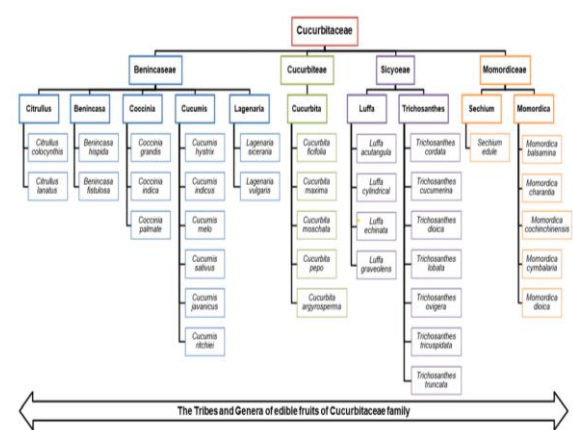 Cucurbitaceae
Benincaseae
Cucurbiteae
Sicyoeae
Momordiceae
Citrullus
Benincasa
Coccinia
Cucumis
Lagenaria
Cucurbita
Luffa
Trichosanthes
Sechium
Momordica
Citrullus
colocynthis
Citrullus
lanatus
Benincasa
hispida
Benincasa
fistulosa
Coccinia
grandis
Coccinia
indica
Coccinia
palmate
Cucumis
hystrix
Cucumis
indicus
Cucumis
melo
Cucumis
sativus
Cucumis
javanicus
Cucumis
ritchiei
Lagenaria
siceraria
Lagenaria
vulgaris
Cucurbita
ficifolia
Cucurbita
maxima
Cucurbita
moschata
Cucurbita
pepo
Cucurbita
argyrosperma
Luffa
acutangula
Luffa
cylindrical
Luffa
echinata
Luffa
graveolens
Trichosanthes
cordata
Trichosanthes
cucumerina
Trichosanthes
dioica
Trichosanthes
lobata
Trichosanthes
ovigera
Trichosanthes
tricuspidata
Trichosanthes
truncata
Sechium
edule
Momordica
balsamina
Momordica
charantia
Momordica
cochinchinensis
Momordica
cymbalaria
Momordica
dioica
The Tribes and Genera of edible fruits of Cucurbitaceae family